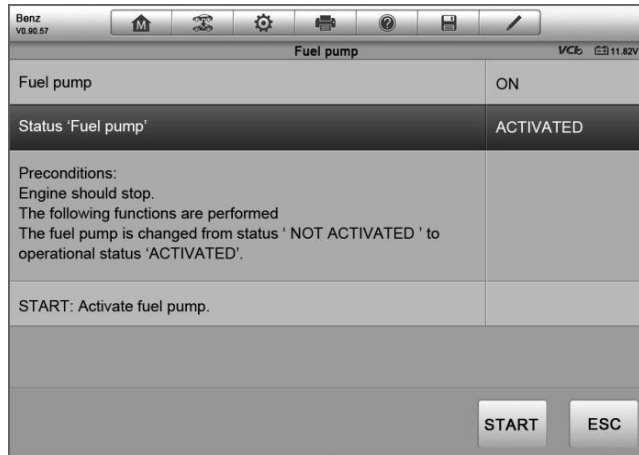 Benz
V0.90.57
Fuel pump
VCI 11.82V
Fuel pump ON
Status 'Fuel pump' ACTIVATED
Preconditions:
Engine should stop.
The following functions are performed
The fuel pump is changed from status ' NOT ACTIVATED ' to
operational status 'ACTIVATED'.
START: Activate fuel pump.
START ESC